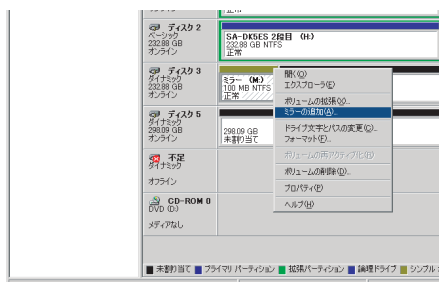 正常
ディスク 2
ベーシック
232.88 GB
オンライン
SA-DK5ES 2段目 (H:)
232.88 GB NTFS
正常
ディスク 3
ダイナミック
232.88 GB
オンライン
ミラー (M:)
100 MB NTFS
正常
ディスク 5
ダイナミック
298.09 GB
オンライン
298.09 GB
未割り当て
不足
ダイナミック
オフライン
CD-ROM 0
DVD (D:)
メディアなし
開く(O)
エクスプローラ(E)
ボリュームの拡張(X)...
ミラーの追加(A)...
ドライブ文字とパスの変更(C)...
フォーマット(F)...
ボリュームの再アクティブ化(R)
ボリュームの削除(D)...
プロパティ(P)
ヘルプ(H)
未割り当て プライマリ パーティション 拡張パーティション 論理ドライブ シンプル